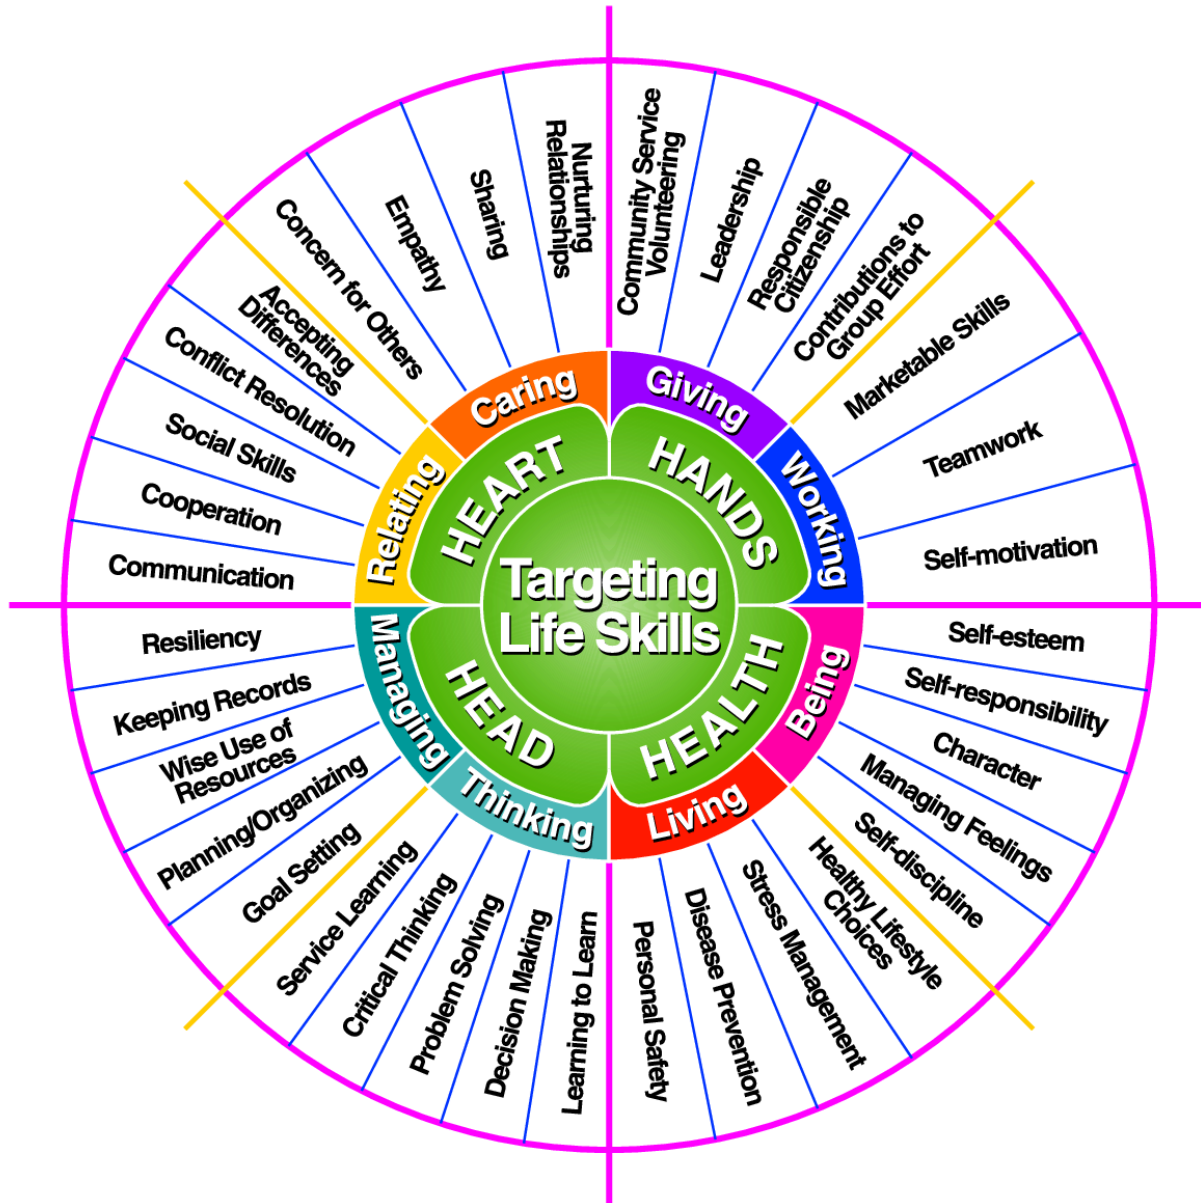 Targeting
Life Skills
HEART
HANDS
HEALTH
HEAD
Caring
Giving
Working
Being
Living
Thinking
Managing
Relating
Community Service
Volunteering
Leadership
Responsible
Citizenship
Contributions to
Group Effort
Marketable Skills
Teamwork
Self-motivation
Self-esteem
Self-responsibility
Character
Managing Feelings
Self-discipline
Healthy Lifestyle
Choices
Stress Management
Disease Prevention
Personal Safety
Learning to Learn
Decision Making
Problem Solving
Critical Thinking
Service Learning
Goal Setting
Planning/Organizing
Wise Use of
Resources
Keeping Records
Resiliency
Communication
Cooperation
Social Skills
Conflict Resolution
Accepting
Differences
Concern for Others
Empathy
Sharing
Nurturing
Relationships